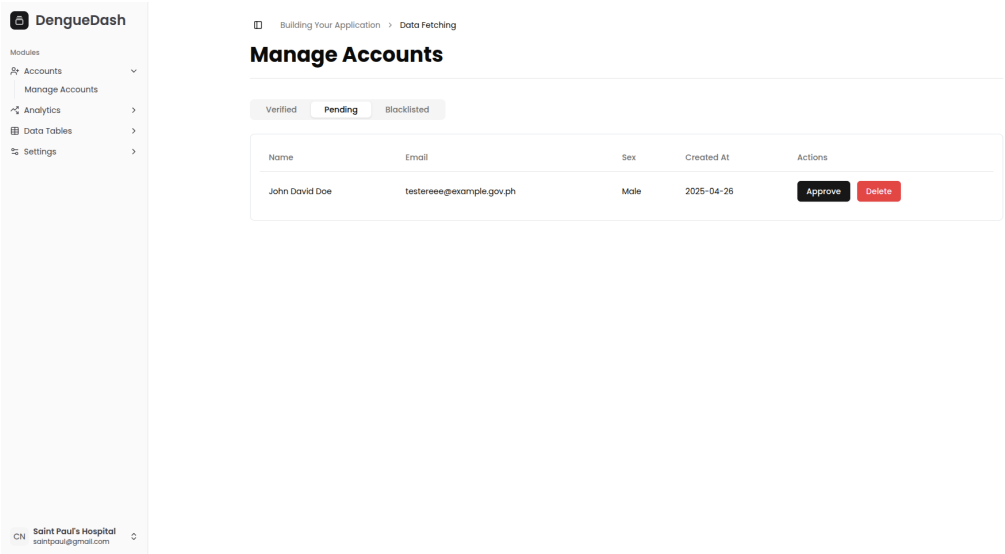 DengueDash
Modules
Accounts
Manage Accounts
Analytics
Data Tables
Settings
CN
Saint Paul's Hospital
saintpaul@gmail.com
Building Your Application > Data Fetching
Manage Accounts
Verified Pending Blacklisted
Name Email Sex Created At Actions
John David Doe testereee@example.gov.ph Male 2025-04-26 Approve Delete